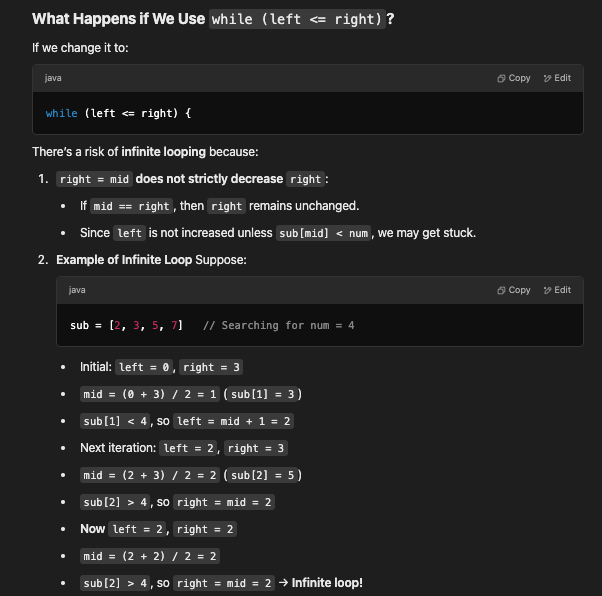 What Happens if We Use while (left <= right)?
If we change it to:
java Copy Edit
while (left <= right) {
There's a risk of infinite looping because:
1. right = mid does not strictly decrease right:
• If mid == right, then right remains unchanged.
• Since left is not increased unless sub[mid] < num, we may get stuck.
2. Example of Infinite Loop Suppose:
java Copy Edit
sub = [2, 3, 5, 7] // Searching for num = 4
• Initial: left = 0, right = 3
• mid = (0 + 3) / 2 = 1 (sub[1] = 3)
• sub[1] < 4, so left = mid + 1 = 2
• Next iteration: left = 2, right = 3
• mid = (2 + 3) / 2 = 2 (sub[2] = 5)
• sub[2] > 4, so right = mid = 2
• Now left = 2, right = 2
• mid = (2 + 2) / 2 = 2
• sub[2] > 4, so right = mid = 2 → Infinite loop!